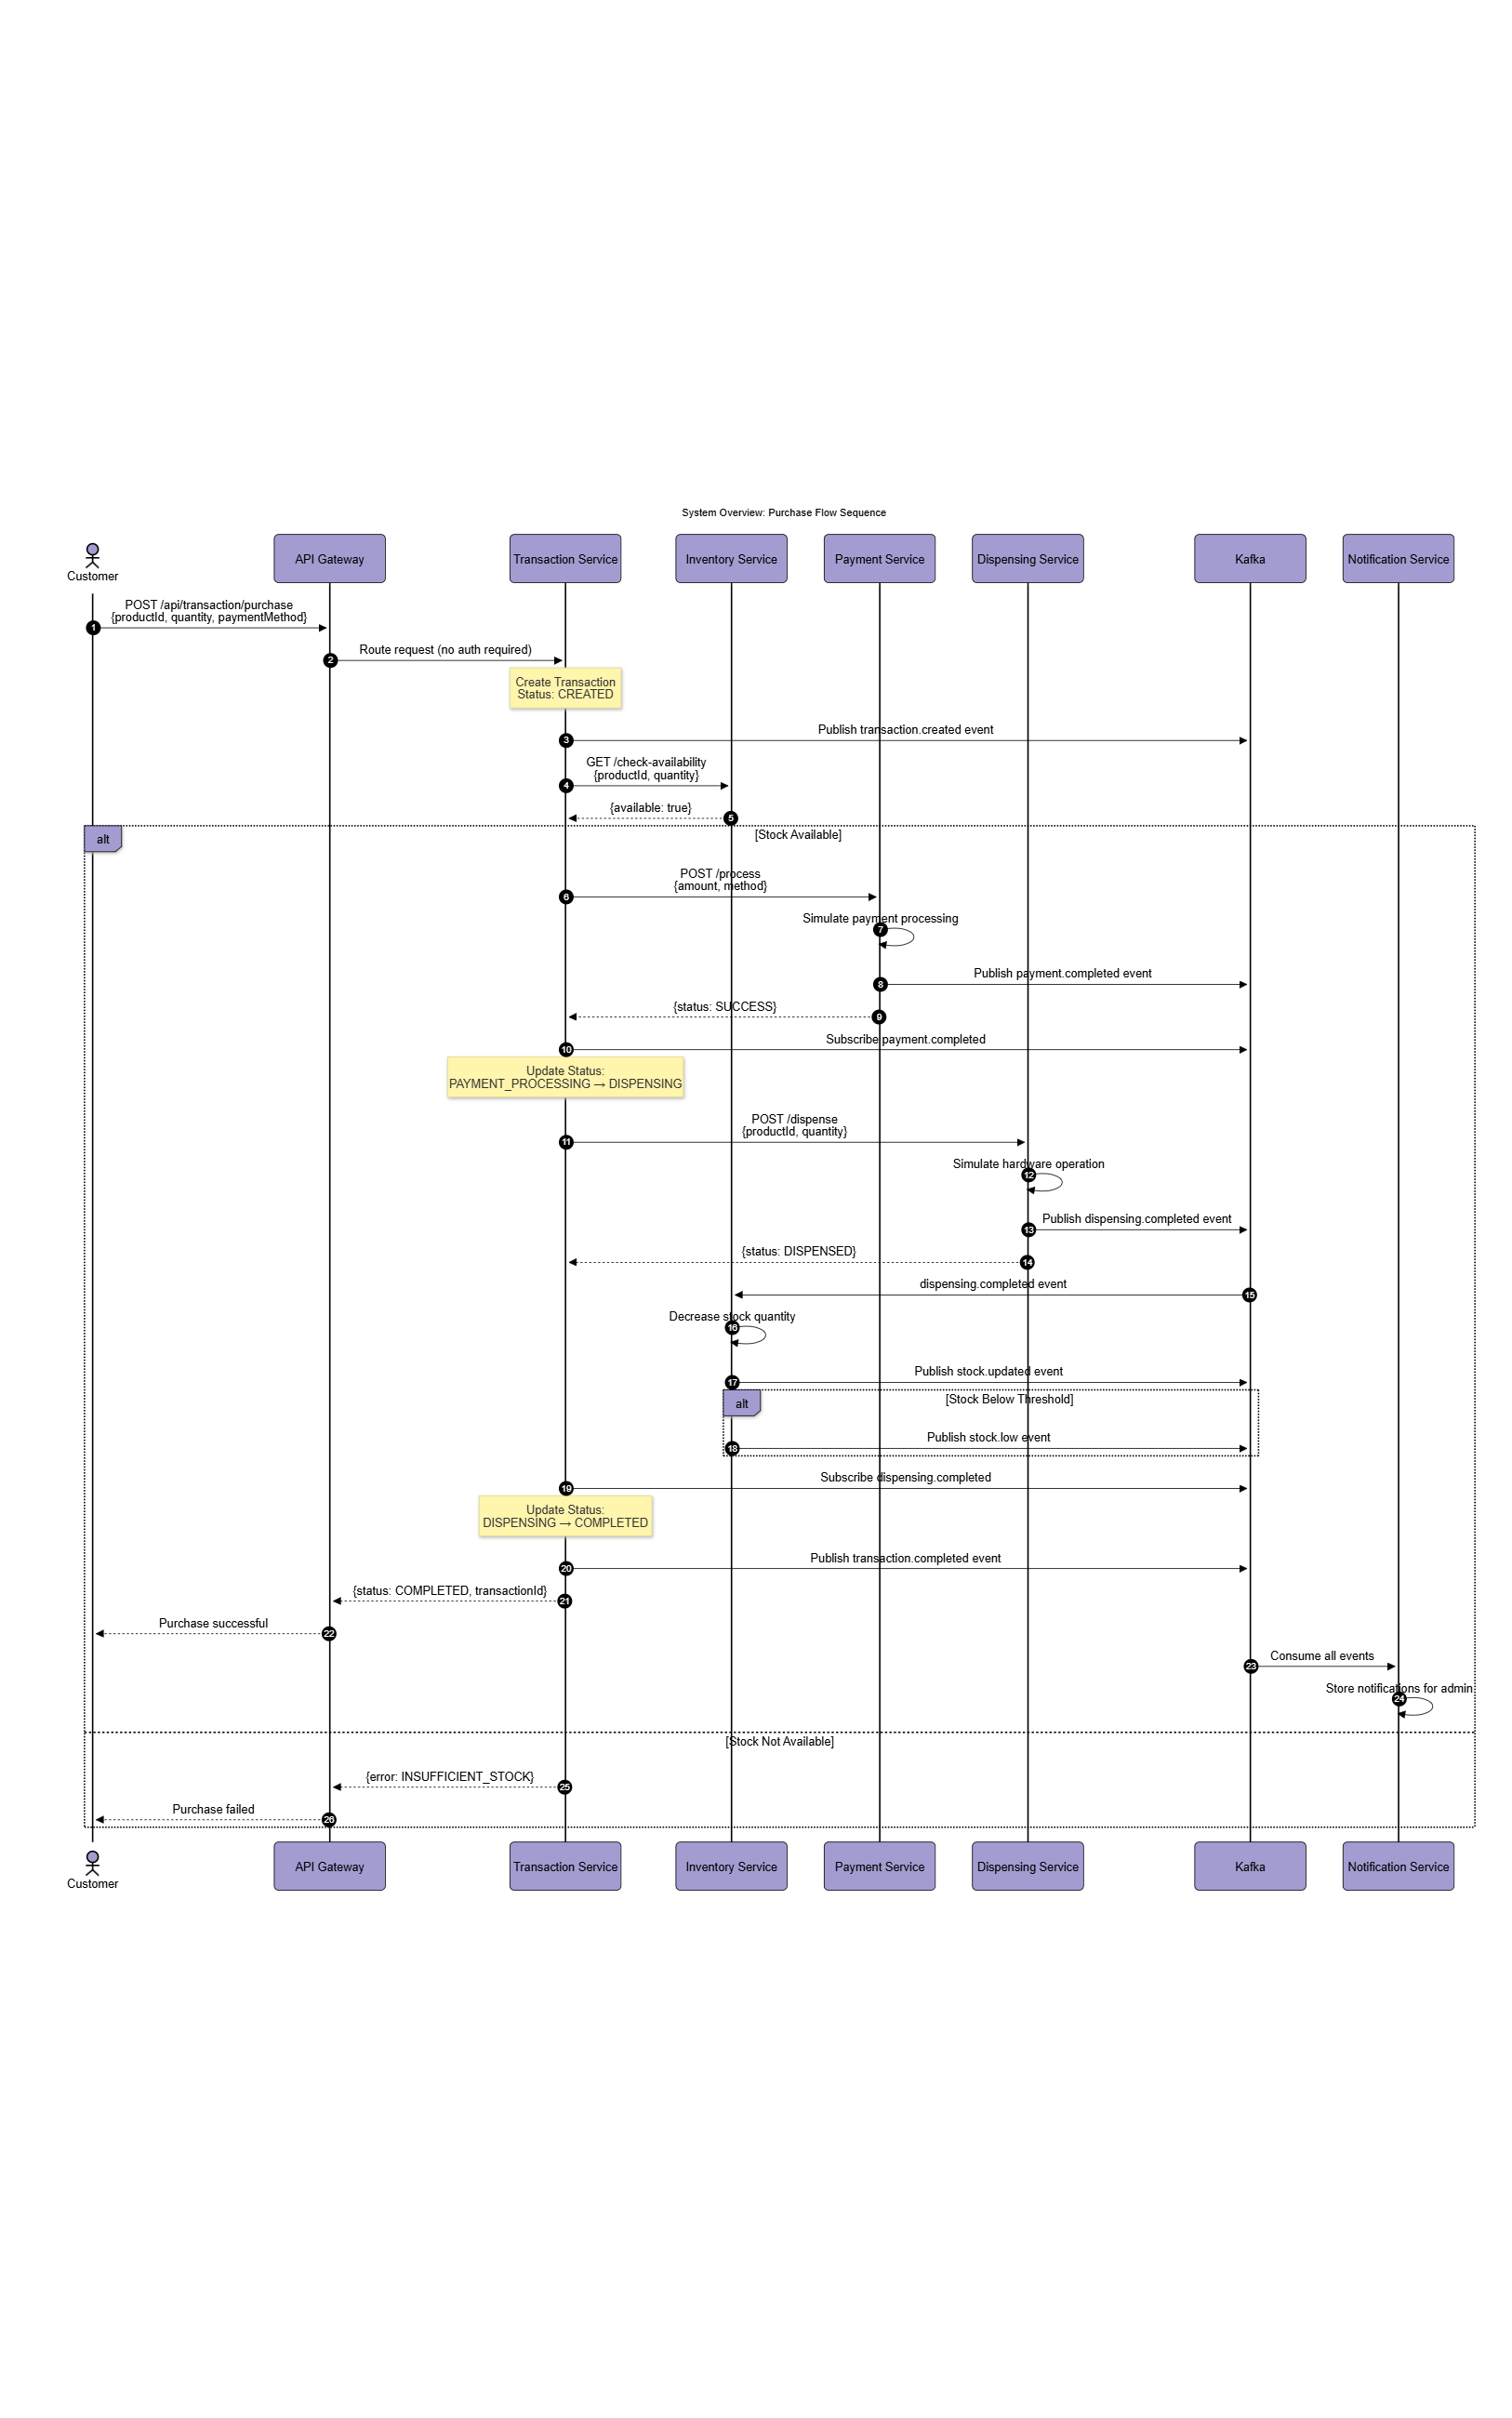 System Overview: Purchase Flow Sequence
Customer
API Gateway
Transaction Service
Inventory Service
Payment Service
Dispensing Service
Kafka
Notification Service
POST /api/transaction/purchase
{productId, quantity, paymentMethod}
1
Route request (no auth required)
2
Create Transaction
Status: CREATED
Publish transaction.created event
3
GET /check-availability
{productId, quantity}
4
{available: true}
5
alt
[Stock Available]
POST /process
{amount, method}
6
Simulate payment processing
7
Publish payment.completed event
8
{status: SUCCESS}
9
Subscribe payment.completed
10
Update Status:
PAYMENT_PROCESSING → DISPENSING
POST /dispense
{productId, quantity}
11
Simulate hardware operation
12
Publish dispensing.completed event
13
{status: DISPENSED}
14
dispensing.completed event
15
Decrease stock quantity
16
Publish stock.updated event
17
alt
[Stock Below Threshold]
Publish stock.low event
18
Subscribe dispensing.completed
19
Update Status:
DISPENSING → COMPLETED
Publish transaction.completed event
20
{status: COMPLETED, transactionId}
21
Purchase successful
22
Consume all events
23
Store notifications for admin
24
[Stock Not Available]
{error: INSUFFICIENT_STOCK}
25
Purchase failed
26
Customer
API Gateway
Transaction Service
Inventory Service
Payment Service
Dispensing Service
Kafka
Notification Service